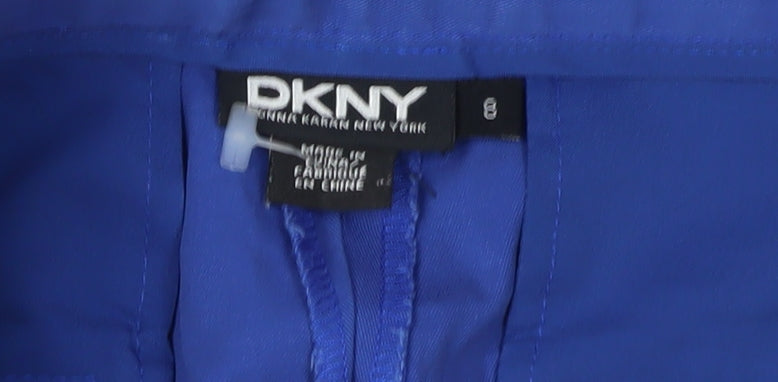 DKNY
DONNA KARAN NEW YORK
8
MADE IN
CHINA/
FABRIQUE
EN CHINE